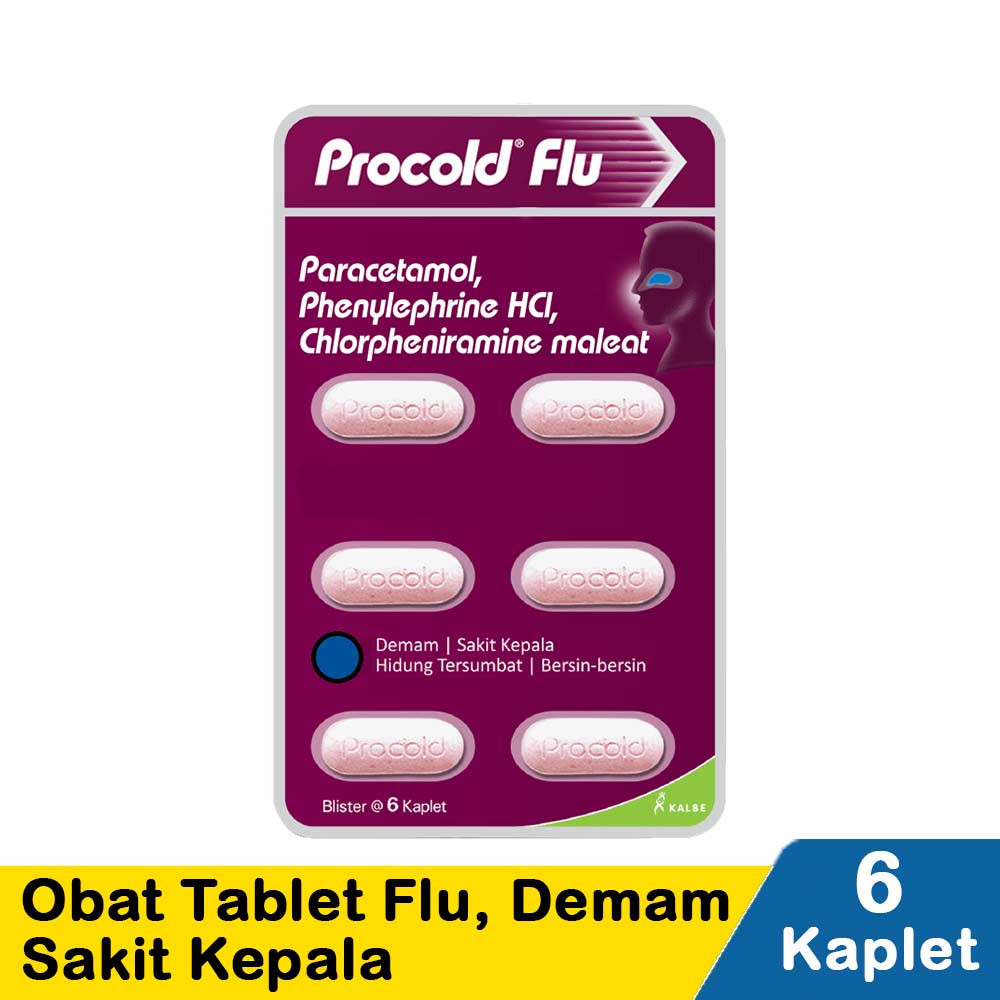 Procold® Flu
Paracetamol,
Phenylephrine HCl,
Chlorpheniramine maleat
Procold Procold
Procold Procold
Demam | Sakit Kepala
Hidung Tersumbat | Bersin-bersin
Procold Procold
Blister @ 6 Kaplet
KALBE
Obat Tablet Flu, Demam
Sakit Kepala
6
Kaplet